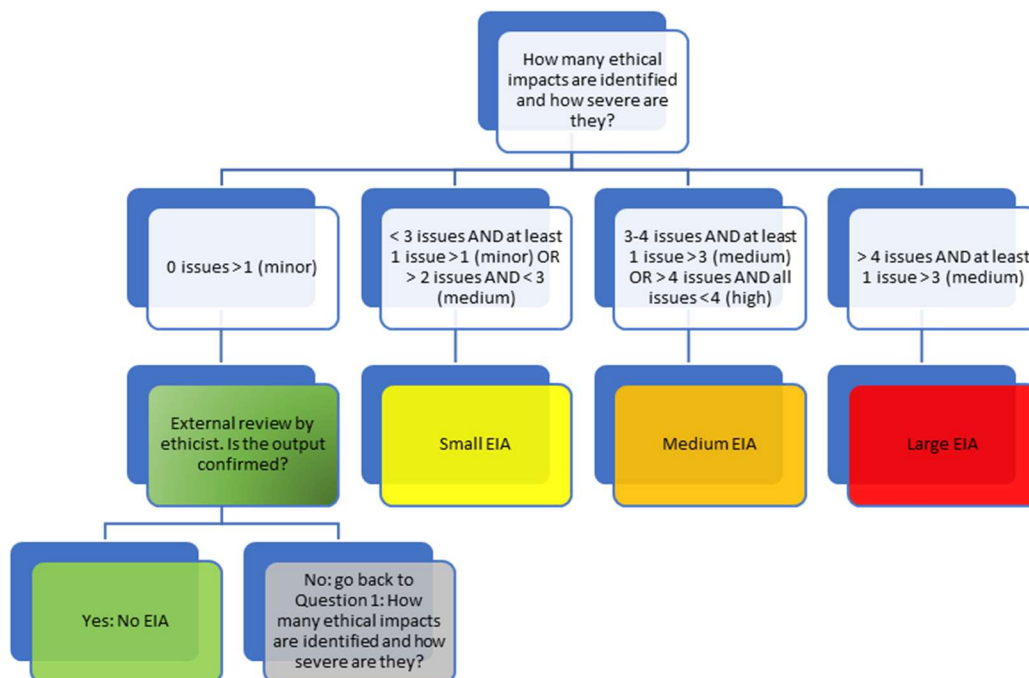 How many ethical
impacts are identified
and how severe are
they?
0 issues >1 (minor)
< 3 issues AND at least
1 issue >1 (minor) OR
> 2 issues AND < 3
(medium)
3-4 issues AND at least
1 issue >3 (medium)
OR > 4 issues AND all
issues <4 (high)
> 4 issues AND at least
1 issue >3 (medium)
External review by
ethicist. Is the output
confirmed?
Small EIA
Medium EIA
Large EIA
Yes: No EIA
No: go back to
Question 1: How
many ethical impacts
are identified and how
severe are they?